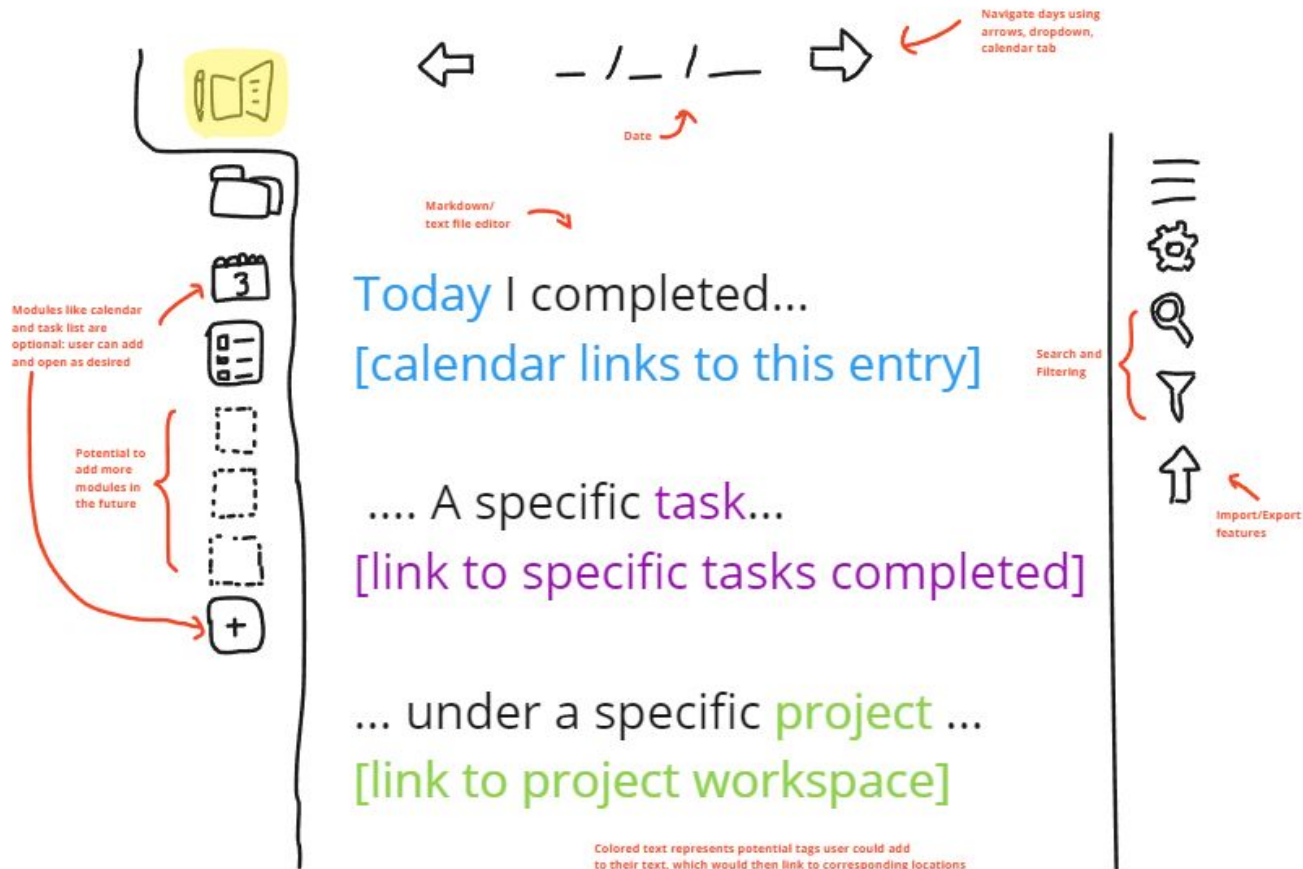 Navigate days using
arrows, dropdown,
calendar tab
_ / _ / __
Date
Markdown/
text file editor
3
Modules like calendar
and task list are
optional: user can add
and open as desired
Today I completed...
[calendar links to this entry]
Search and
Filtering
Potential to
add more
modules in
the future
.... A specific task...
[link to specific tasks completed]
Import/Export
features
+
... under a specific project ...
[link to project workspace]
Colored text represents potential tags user could add
to their text, which would then link to corresponding locations